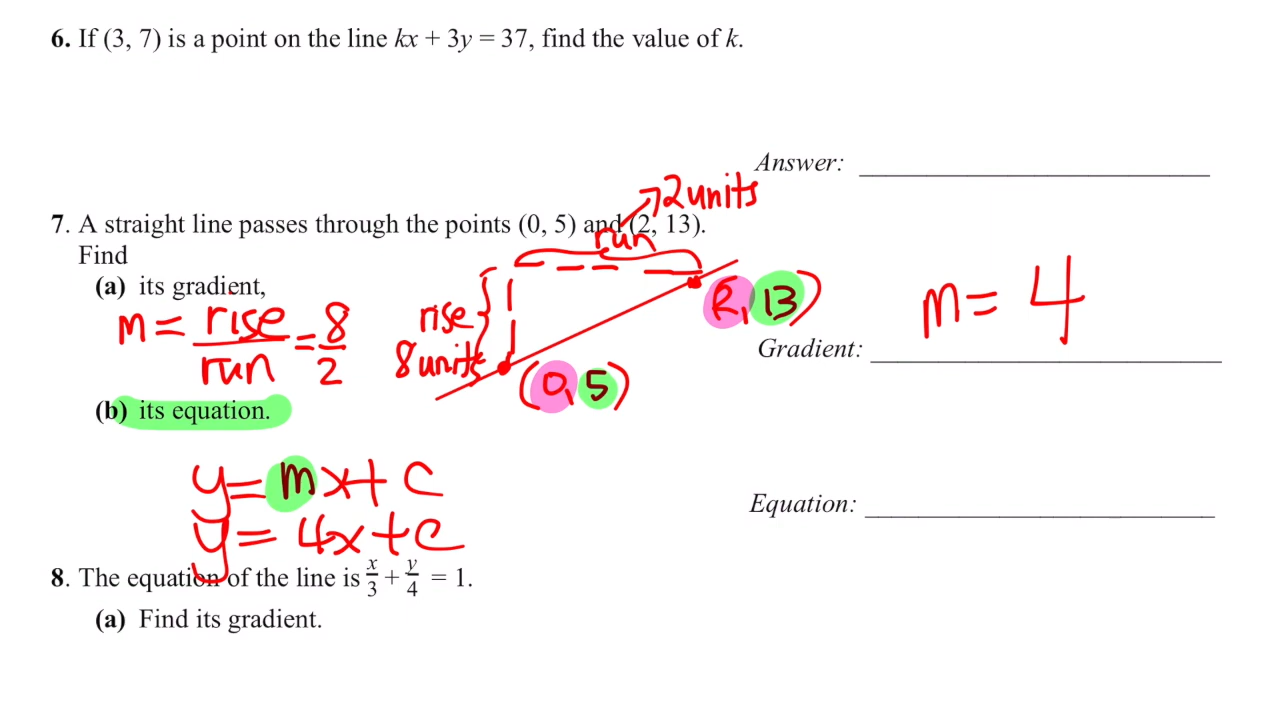 6. If (3, 7) is a point on the line kx + 3y = 37, find the value of k.
Answer:
2 units
7. A straight line passes through the points (0, 5) and (2, 13).
run
Find
(a) its gradient,
m = rise/run = 8/2
rise
8 units
(2, 13)
(0, 5)
m = 4
Gradient:
(b) its equation.
y = mx + c
y = 4x + c
Equation:
8. The equation of the line is x/3 + y/4 = 1.
(a) Find its gradient.